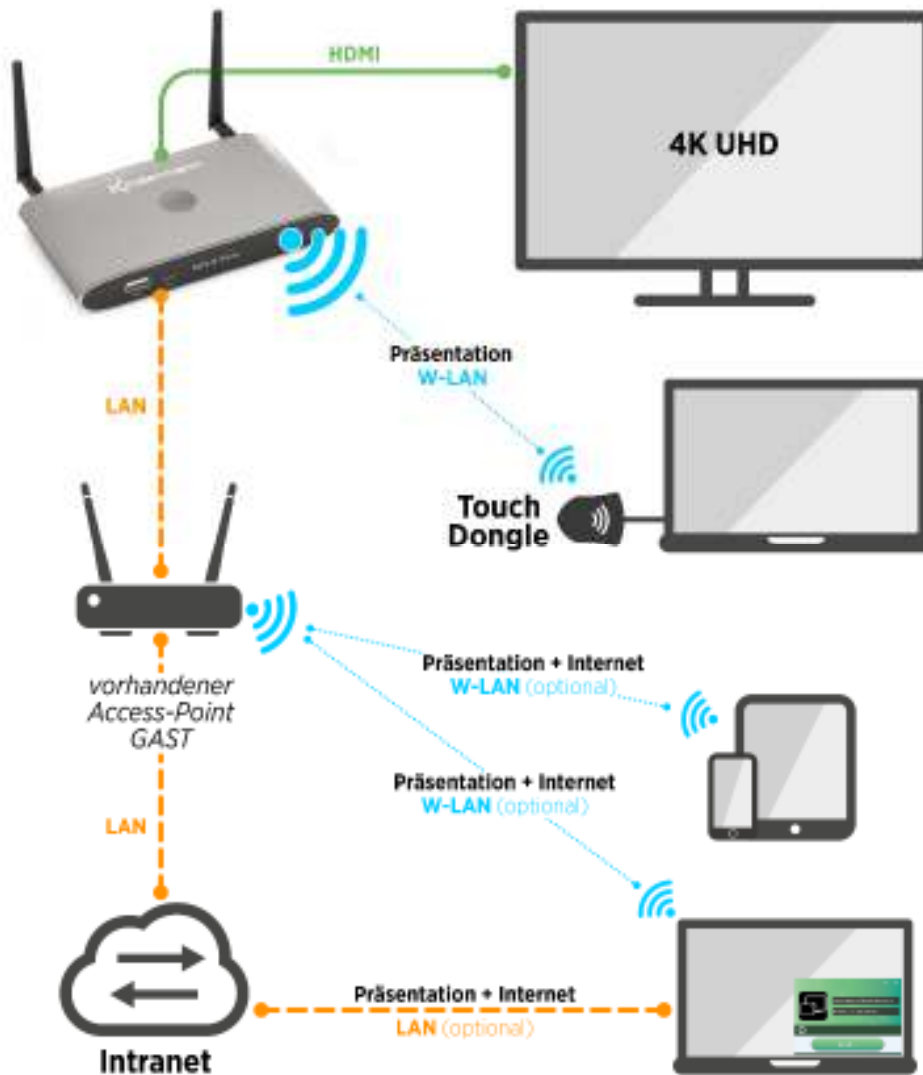 HDMI
4K UHD
Präsentation
W-LAN
LAN
Touch
Dongle
Präsentation + Internet
W-LAN (optional)
vorhandener
Access-Point
GAST
Präsentation + Internet
W-LAN (optional)
LAN
Präsentation + Internet
LAN (optional)
Intranet